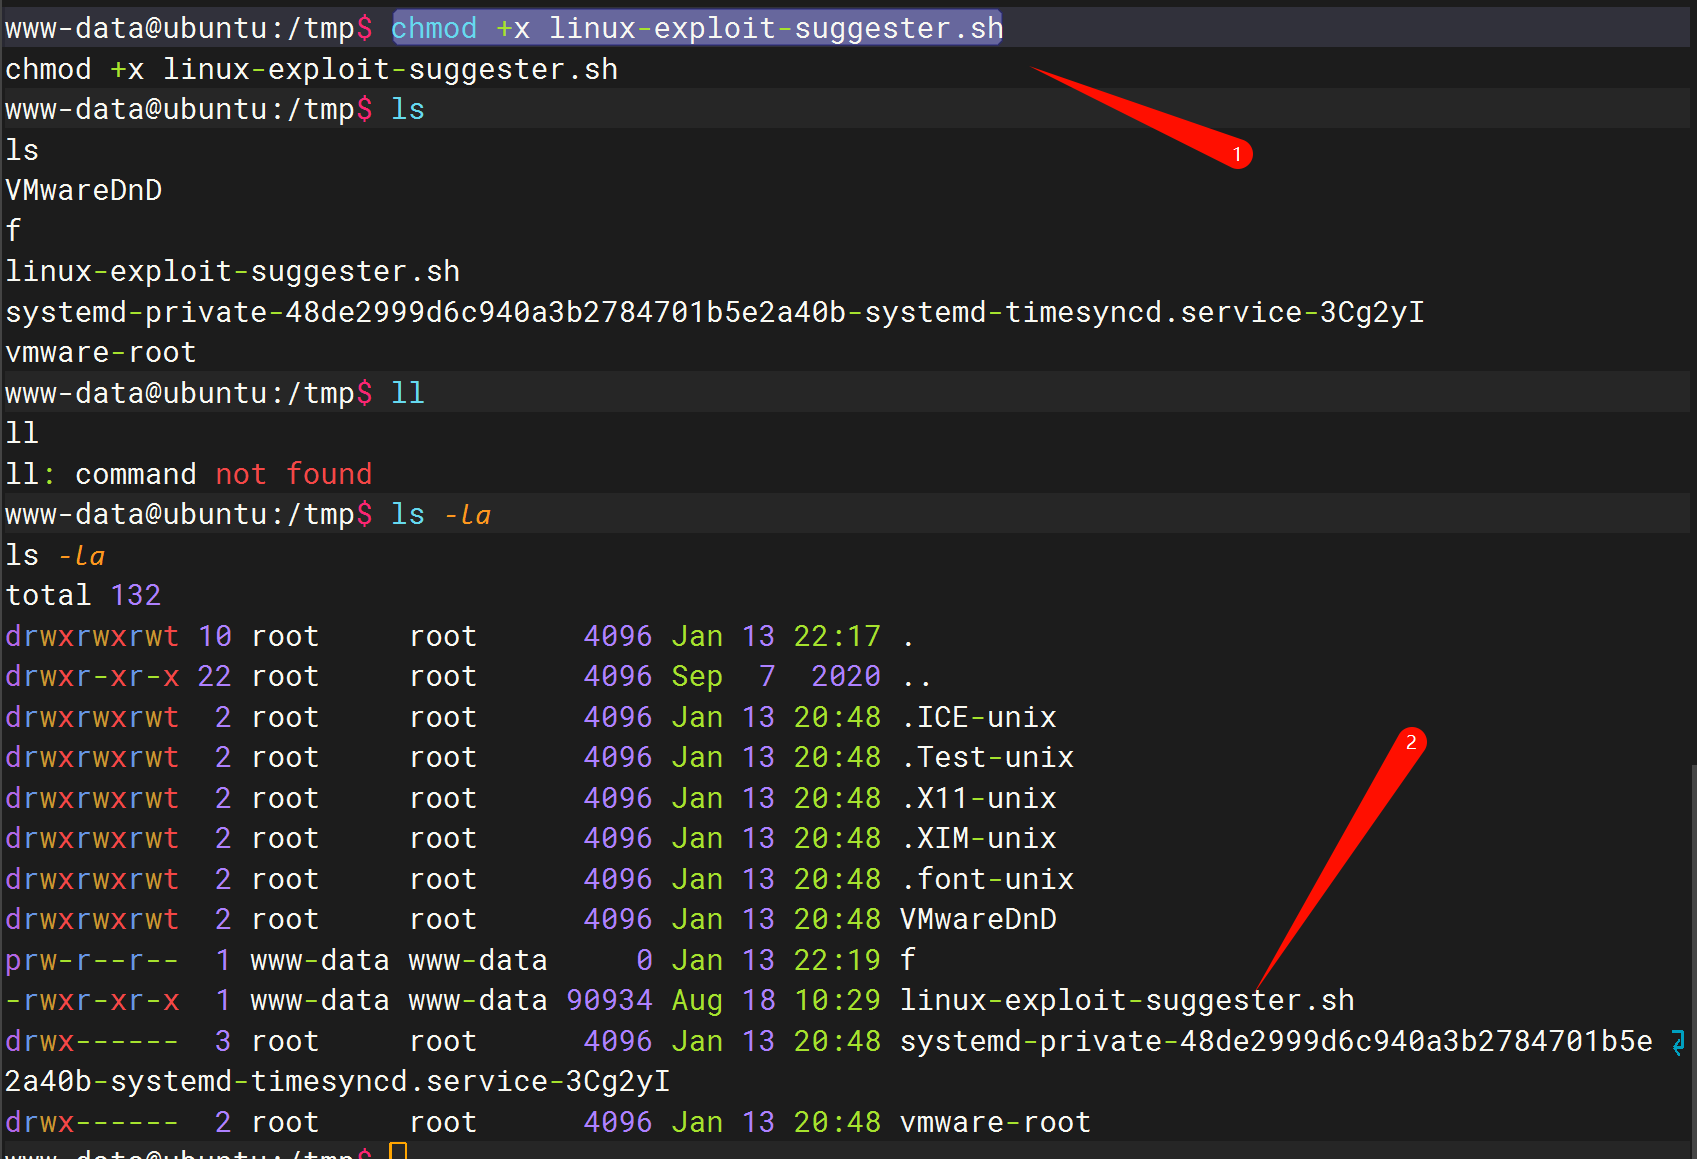 www-data@ubuntu:/tmp$ chmod +x linux-exploit-suggester.sh
chmod +x linux-exploit-suggester.sh
www-data@ubuntu:/tmp$ ls
1
ls
VMwareDnD
f
linux-exploit-suggester.sh
systemd-private-48de2999d6c940a3b2784701b5e2a40b-systemd-timesyncd.service-3Cg2yI
vmware-root
www-data@ubuntu:/tmp$ ll
ll
ll: command not found
www-data@ubuntu:/tmp$ ls -la
ls -la
total 132
drwxrwxrwt 10 root     root      4096 Jan 13 22:17 .
drwxr-xr-x 22 root     root      4096 Sep  7  2020 ..
drwxrwxrwt  2 root     root      4096 Jan 13 20:48 .ICE-unix
2
drwxrwxrwt  2 root     root      4096 Jan 13 20:48 .Test-unix
drwxrwxrwt  2 root     root      4096 Jan 13 20:48 .X11-unix
drwxrwxrwt  2 root     root      4096 Jan 13 20:48 .XIM-unix
drwxrwxrwt  2 root     root      4096 Jan 13 20:48 .font-unix
drwxrwxrwt  2 root     root      4096 Jan 13 20:48 VMwareDnD
prw-r--r--  1 www-data www-data     0 Jan 13 22:19 f
-rwxr-xr-x  1 www-data www-data 90934 Aug 18 10:29 linux-exploit-suggester.sh
drwx------  3 root     root      4096 Jan 13 20:48 systemd-private-48de2999d6c940a3b2784701b5e
2a40b-systemd-timesyncd.service-3Cg2yI
drwx------  2 root     root      4096 Jan 13 20:48 vmware-root
www-data@ubuntu:/tmp$